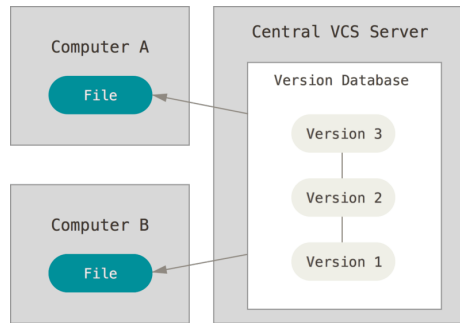 Computer A
File
Computer B
File
Central VCS Server
Version Database
Version 3
Version 2
Version 1